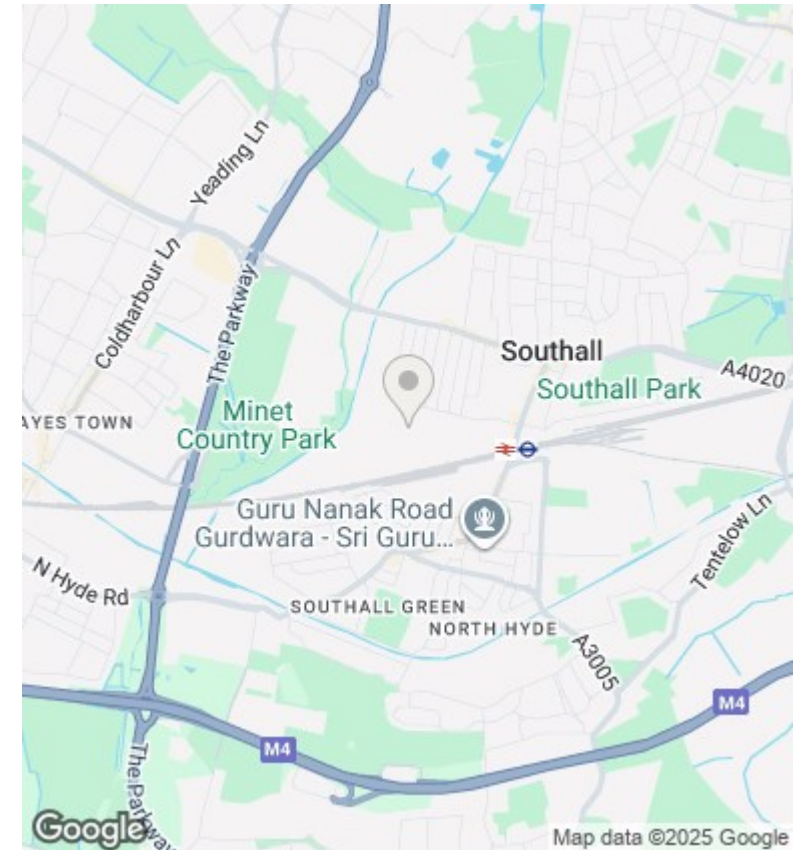 Yeading Ln
Coldharbour Ln
The Parkway
Southall
A4020
Southall Park
Minet
Country Park
AYES TOWN
Guru Nanak Road
Gurdwara - Sri Guru...
Tentelow Ln
N Hyde Rd
SOUTHALL GREEN
NORTH HYDE
A3005
M4
M4
The Parkway
Google
Map data ©2025 Google